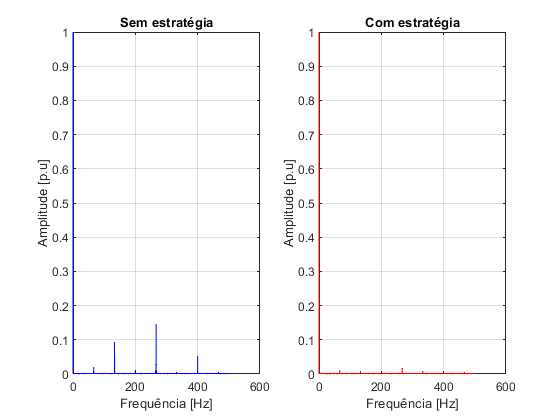 Sem estratégia
1
0.9
0.8
0.7
0.6
0.5
0.4
0.3
0.2
0.1
0
0 200 400 600
Amplitude [p.u]
Frequência [Hz]
Com estratégia
1
0.9
0.8
0.7
0.6
0.5
0.4
0.3
0.2
0.1
0
0 200 400 600
Amplitude [p.u]
Frequência [Hz]